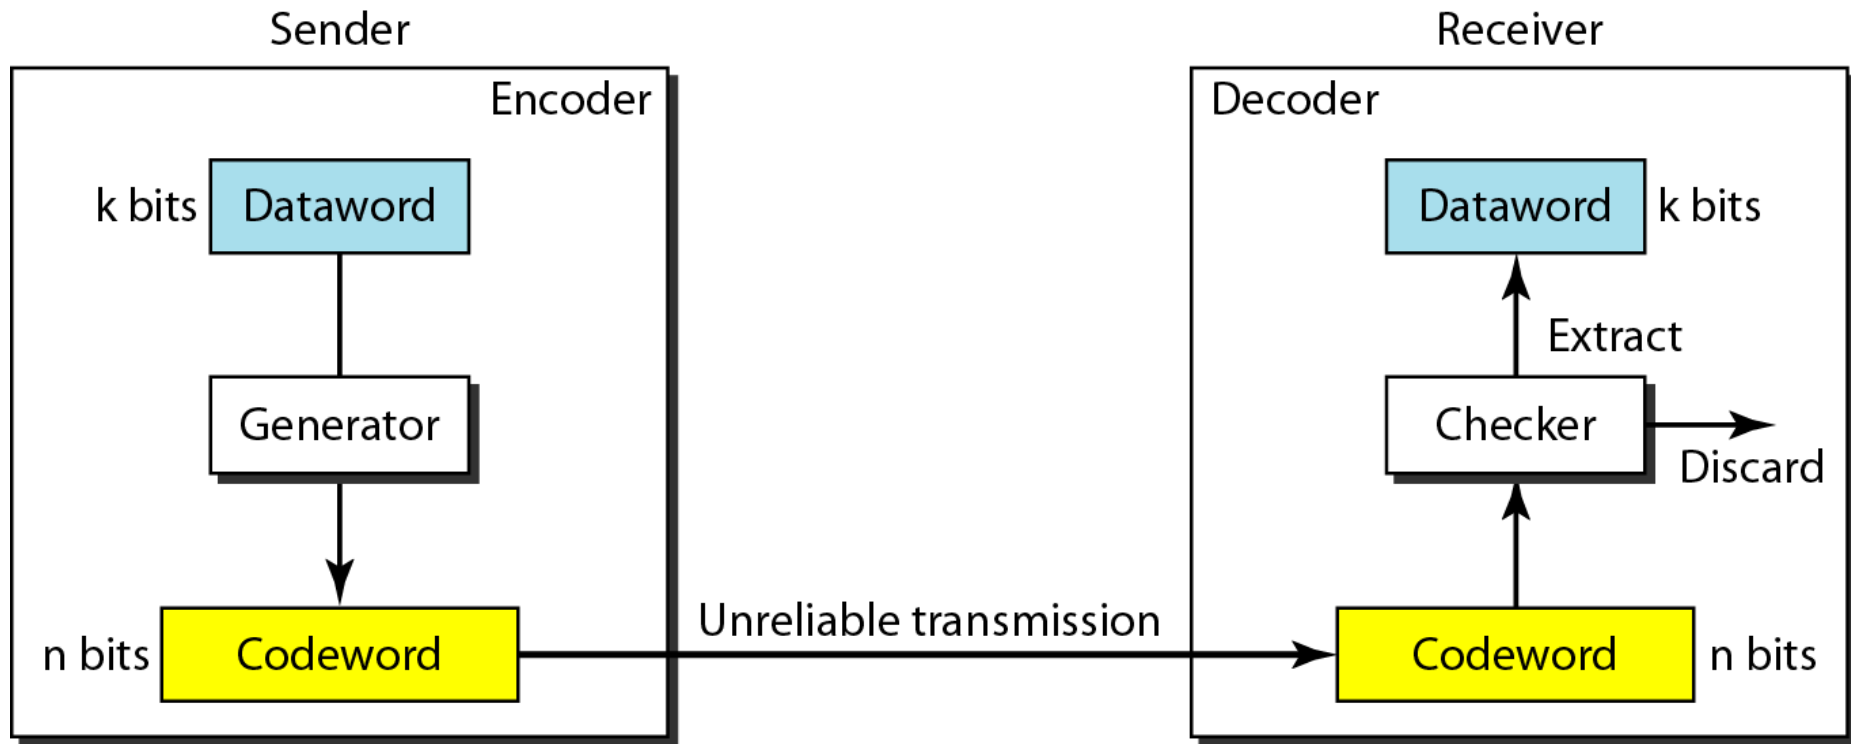 Sender
Receiver
Encoder
Decoder
k bits
Dataword
Dataword
k bits
Extract
Generator
Checker
Discard
Unreliable transmission
n bits
Codeword
Codeword
n bits